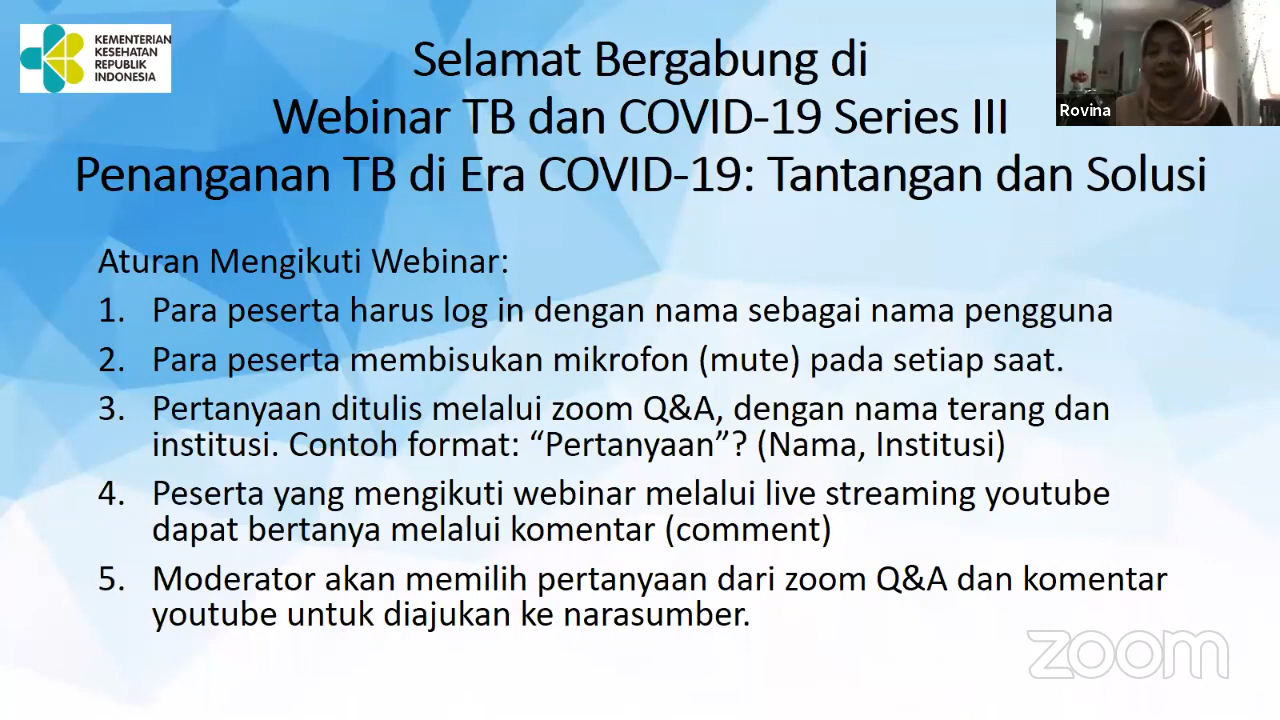 KEMENTERIAN
KESEHATAN
REPUBLIK
INDONESIA
Selamat Bergabung di
Webinar TB dan COVID-19 Series III
Penanganan TB di Era COVID-19: Tantangan dan Solusi
Rovina
Aturan Mengikuti Webinar:
1. Para peserta harus log in dengan nama sebagai nama pengguna
2. Para peserta membisukan mikrofon (mute) pada setiap saat.
3. Pertanyaan ditulis melalui zoom Q&A, dengan nama terang dan
institusi. Contoh format: “Pertanyaan”? (Nama, Institusi)
4. Peserta yang mengikuti webinar melalui live streaming youtube
dapat bertanya melalui komentar (comment)
5. Moderator akan memilih pertanyaan dari zoom Q&A dan komentar
youtube untuk diajukan ke narasumber.
zoom